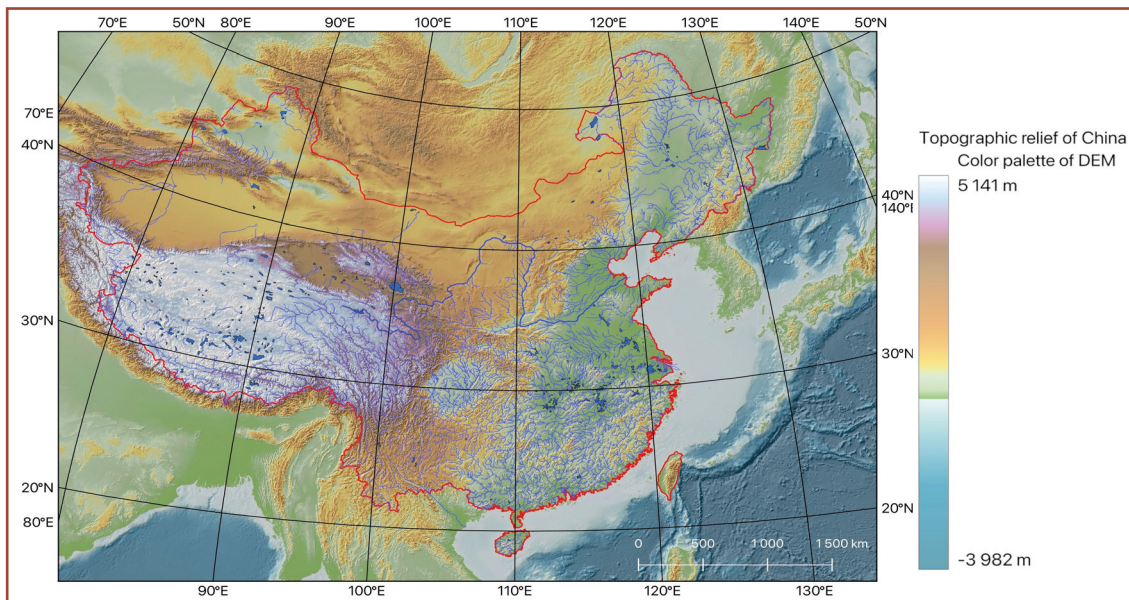 70°E 50°N 80°E 90°E 100°E 110°E 120°E 130°E 140°E 50°N
70°E
40°N
30°N
20°N
80°E
40°N
140°E
30°N
20°N
Topographic relief of China
Color palette of DEM
5 141 m
-3 982 m
0 500 1 000 1 500 km
90°E 100°E 110°E 120°E 130°E